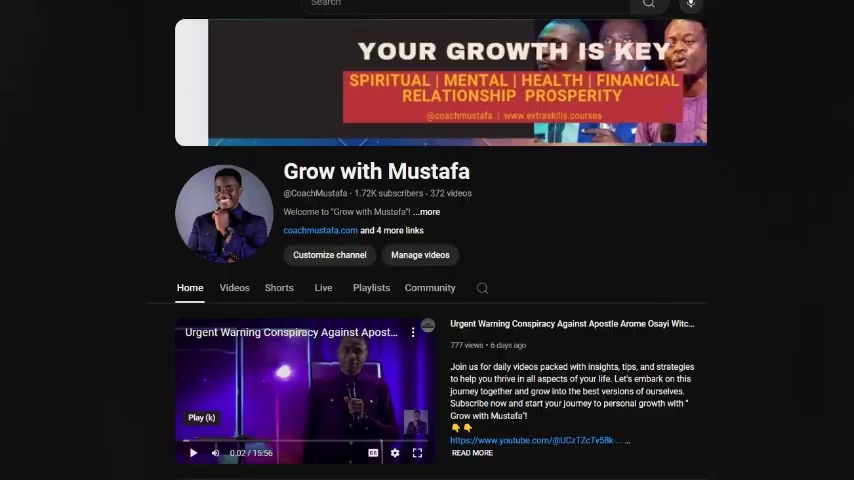 Search
YOUR GROWTH IS KEY
SPIRITUAL | MENTAL | HEALTH | FINANCIAL
RELATIONSHIP PROSPERITY
@coachmustafa | www.extraskills.courses
Grow with Mustafa
@CoachMustafa · 1.72K subscribers · 372 videos
Welcome to "Grow with Mustafa"! ...more
coachmustafa.com and 4 more links
Customize channel
Manage videos
Home
Videos
Shorts
Live
Playlists
Community
Urgent Warning Conspiracy Against Apost...
Play (k)
0:02 / 15:56
Urgent Warning Conspiracy Against Apostle Arome Osayi Witc...
777 views • 6 days ago
Join us for daily videos packed with insights, tips, and strategies
to help you thrive in all aspects of your life. Let's embark on this
journey together and grow into the best versions of ourselves.
Subscribe now and start your journey to personal growth with "
Grow with Mustafa"!
👇👇
https://www.youtube.com/@UCzTZcTv58k-... ...
READ MORE